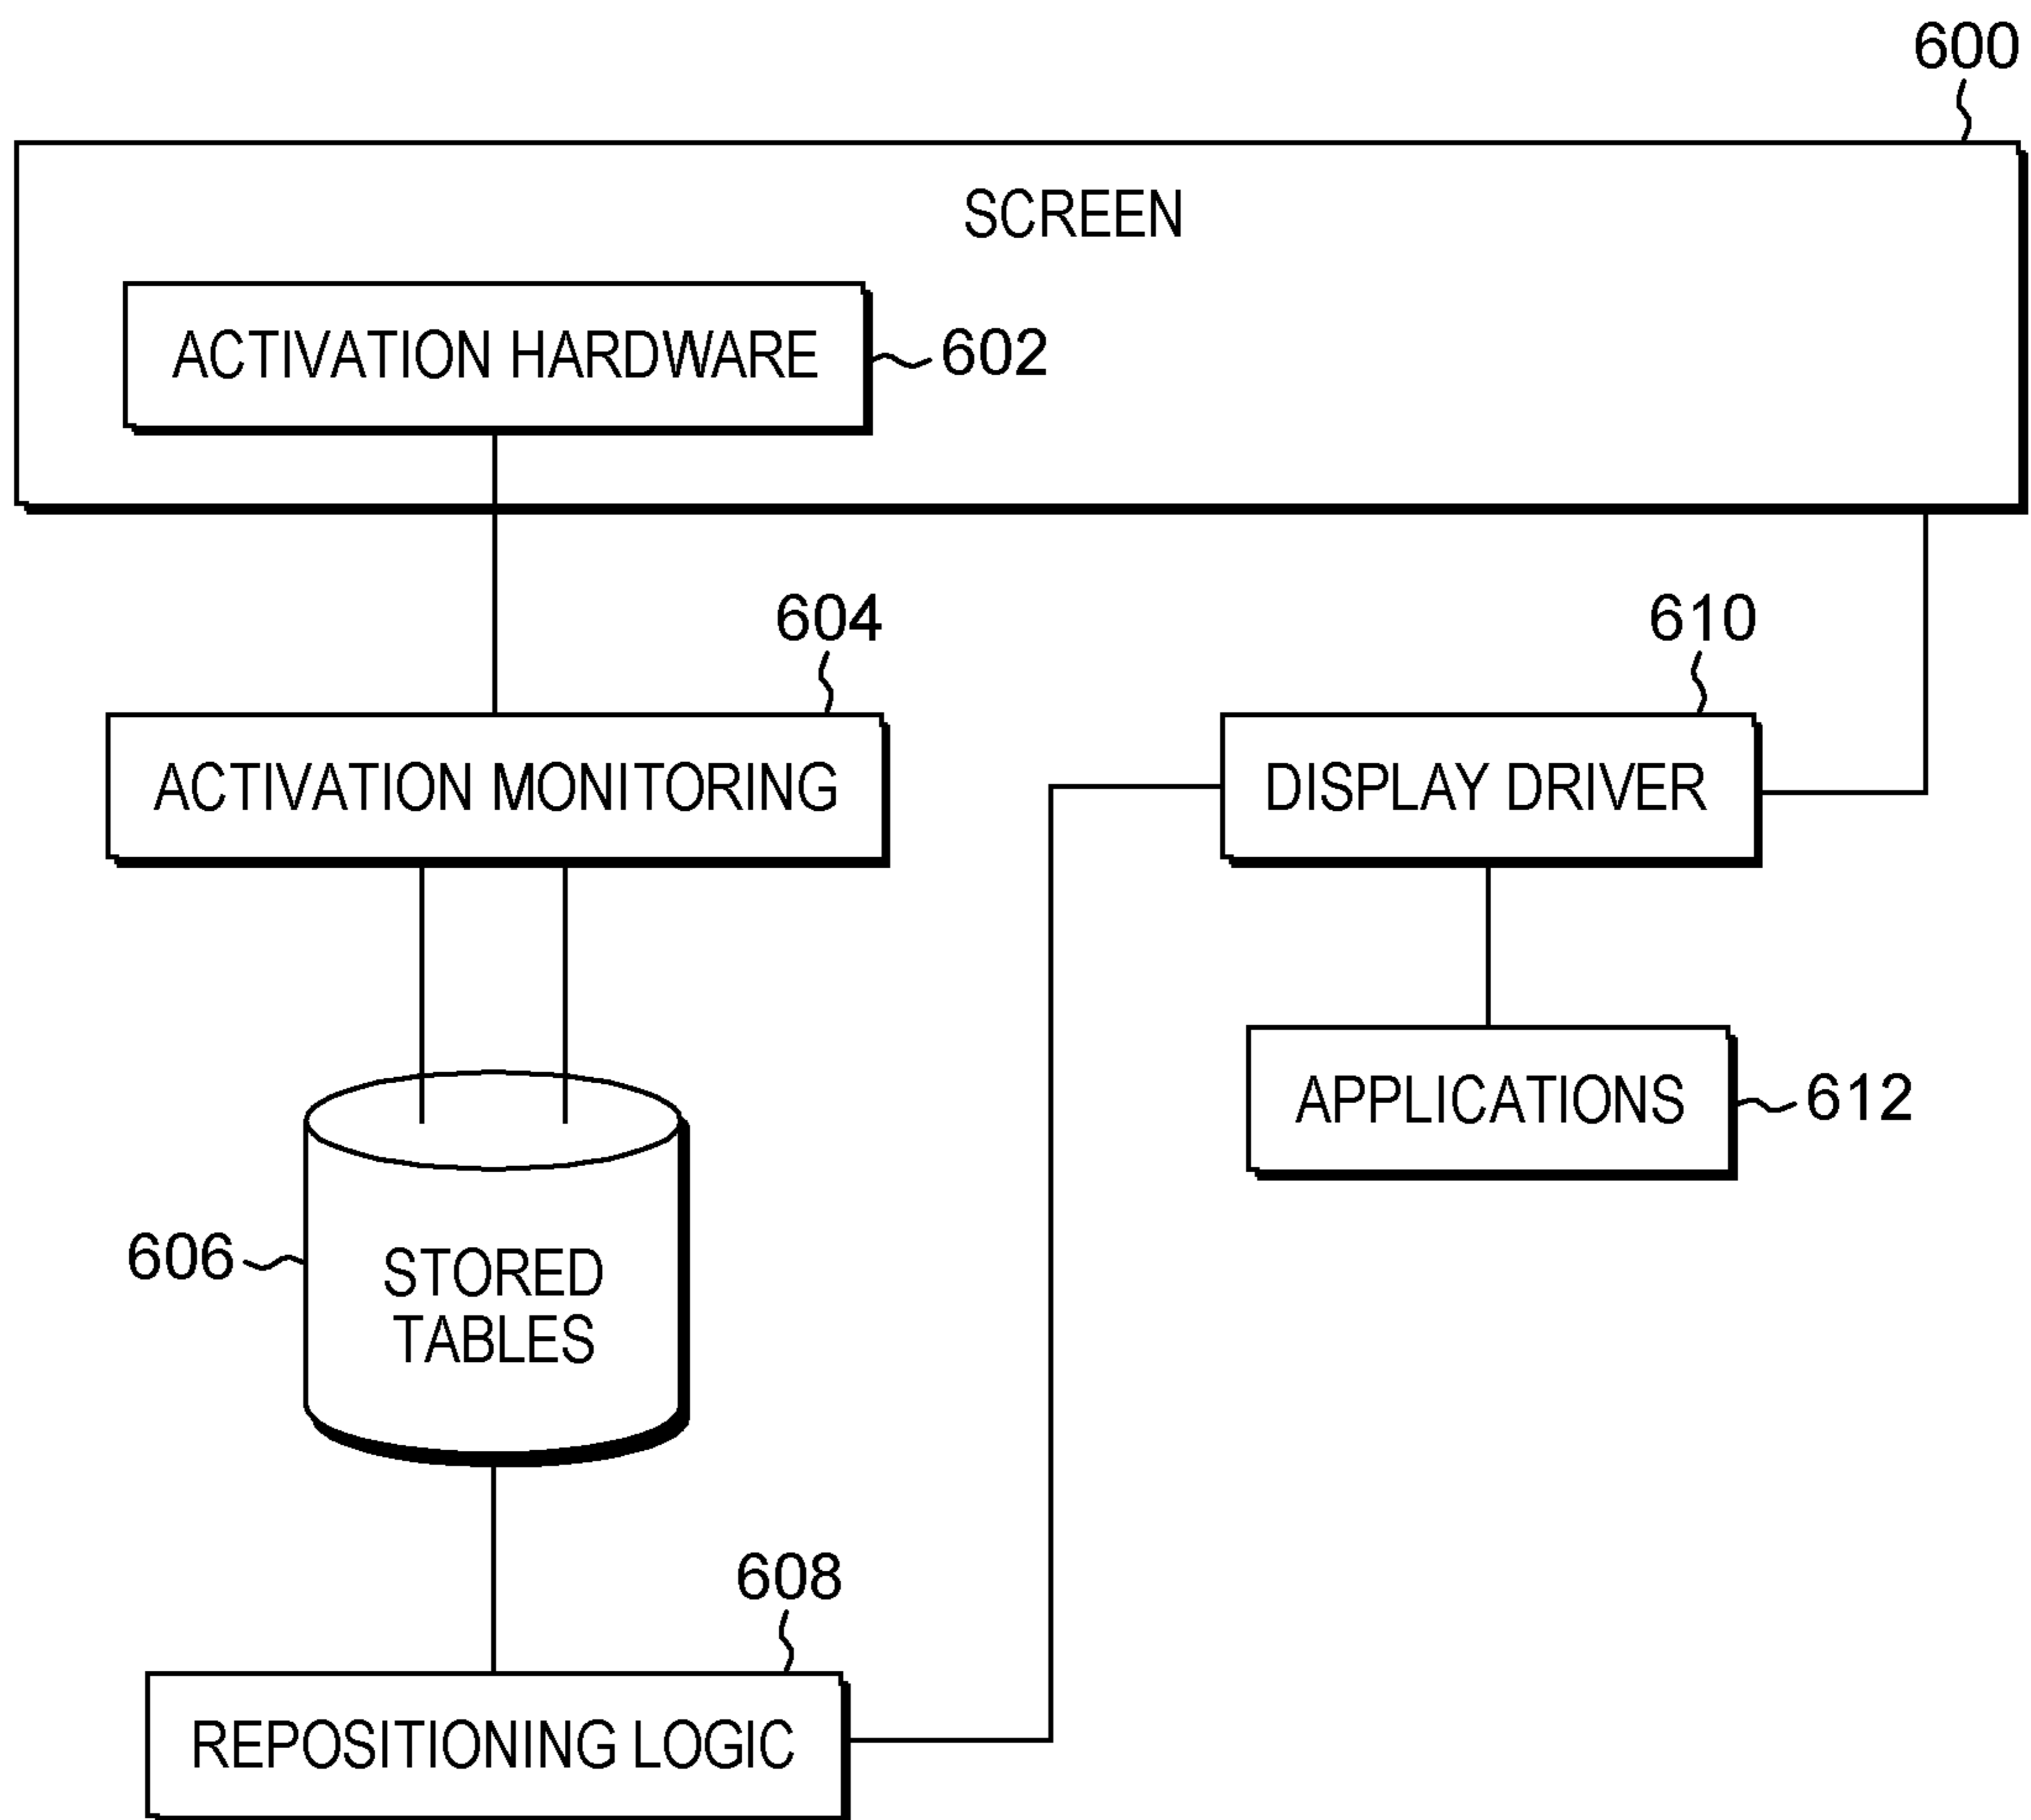 600
SCREEN
ACTIVATION HARDWARE
602
604
610
ACTIVATION MONITORING
DISPLAY DRIVER
APPLICATIONS
612
606
STORED
TABLES
608
REPOSITIONING LOGIC